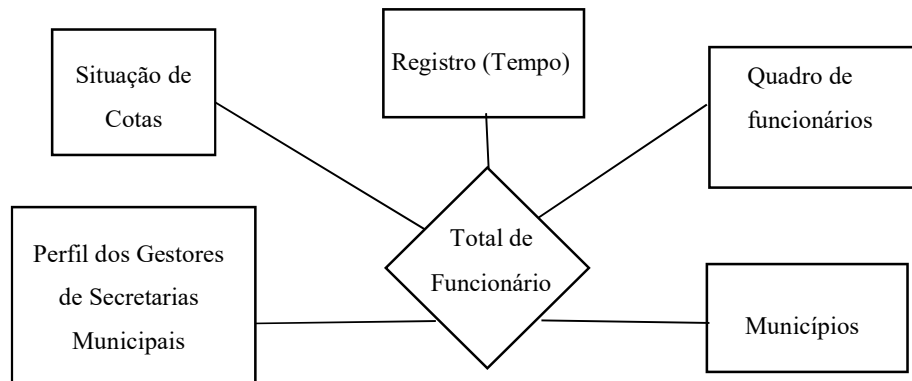 Situação de
Cotas
Registro (Tempo)
Quadro de
funcionários
Perfil dos Gestores
de Secretarias
Municipais
Total de
Funcionário
Municípios